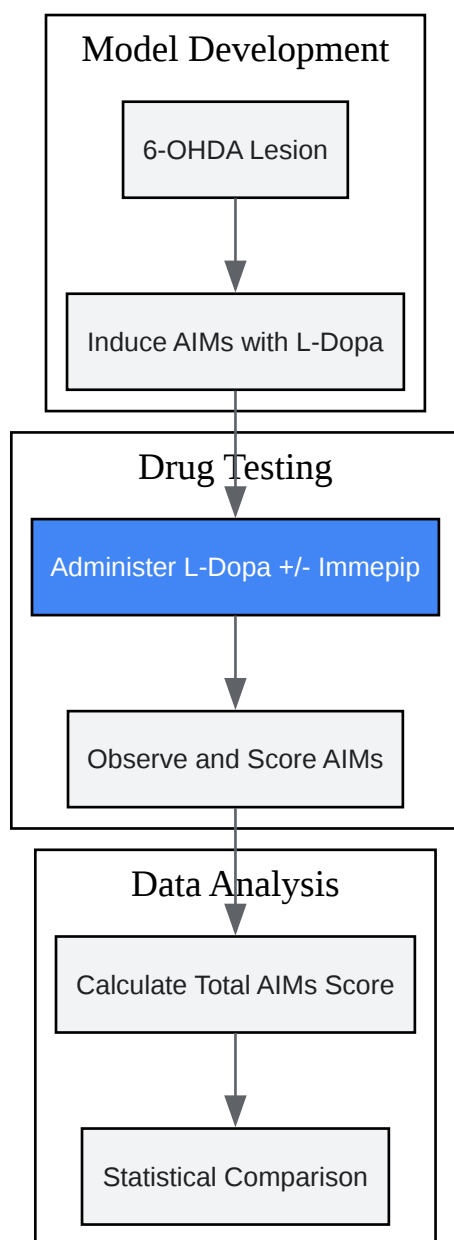 Model Development
6-OHDA Lesion
Induce AIMs with L-Dopa
Drug Testing
Administer L-Dopa +/- Immepip
Observe and Score AIMs
Data Analysis
Calculate Total AIMs Score
Statistical Comparison